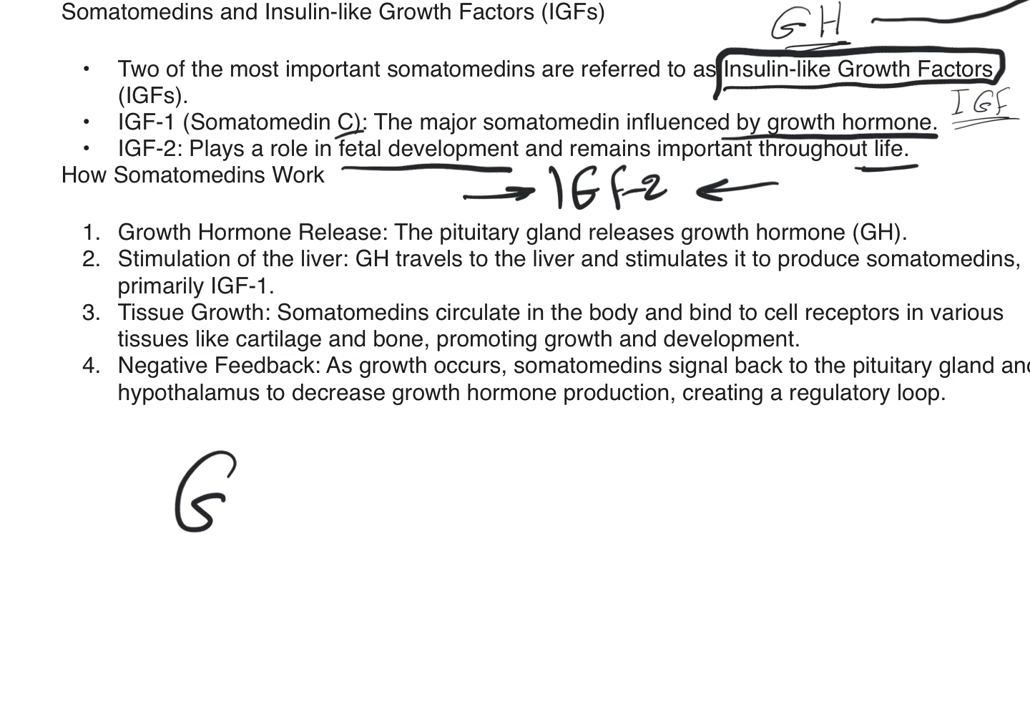 Somatomedins and Insulin-like Growth Factors (IGFs)
GH
• Two of the most important somatomedins are referred to as Insulin-like Growth Factors
(IGFs).
IGF
• IGF-1 (Somatomedin C): The major somatomedin influenced by growth hormone.
• IGF-2: Plays a role in fetal development and remains important throughout life.
How Somatomedins Work
→ IGF-2 ←
1. Growth Hormone Release: The pituitary gland releases growth hormone (GH).
2. Stimulation of the liver: GH travels to the liver and stimulates it to produce somatomedins,
primarily IGF-1.
3. Tissue Growth: Somatomedins circulate in the body and bind to cell receptors in various
tissues like cartilage and bone, promoting growth and development.
4. Negative Feedback: As growth occurs, somatomedins signal back to the pituitary gland
hypothalamus to decrease growth hormone production, creating a regulatory loop.
G